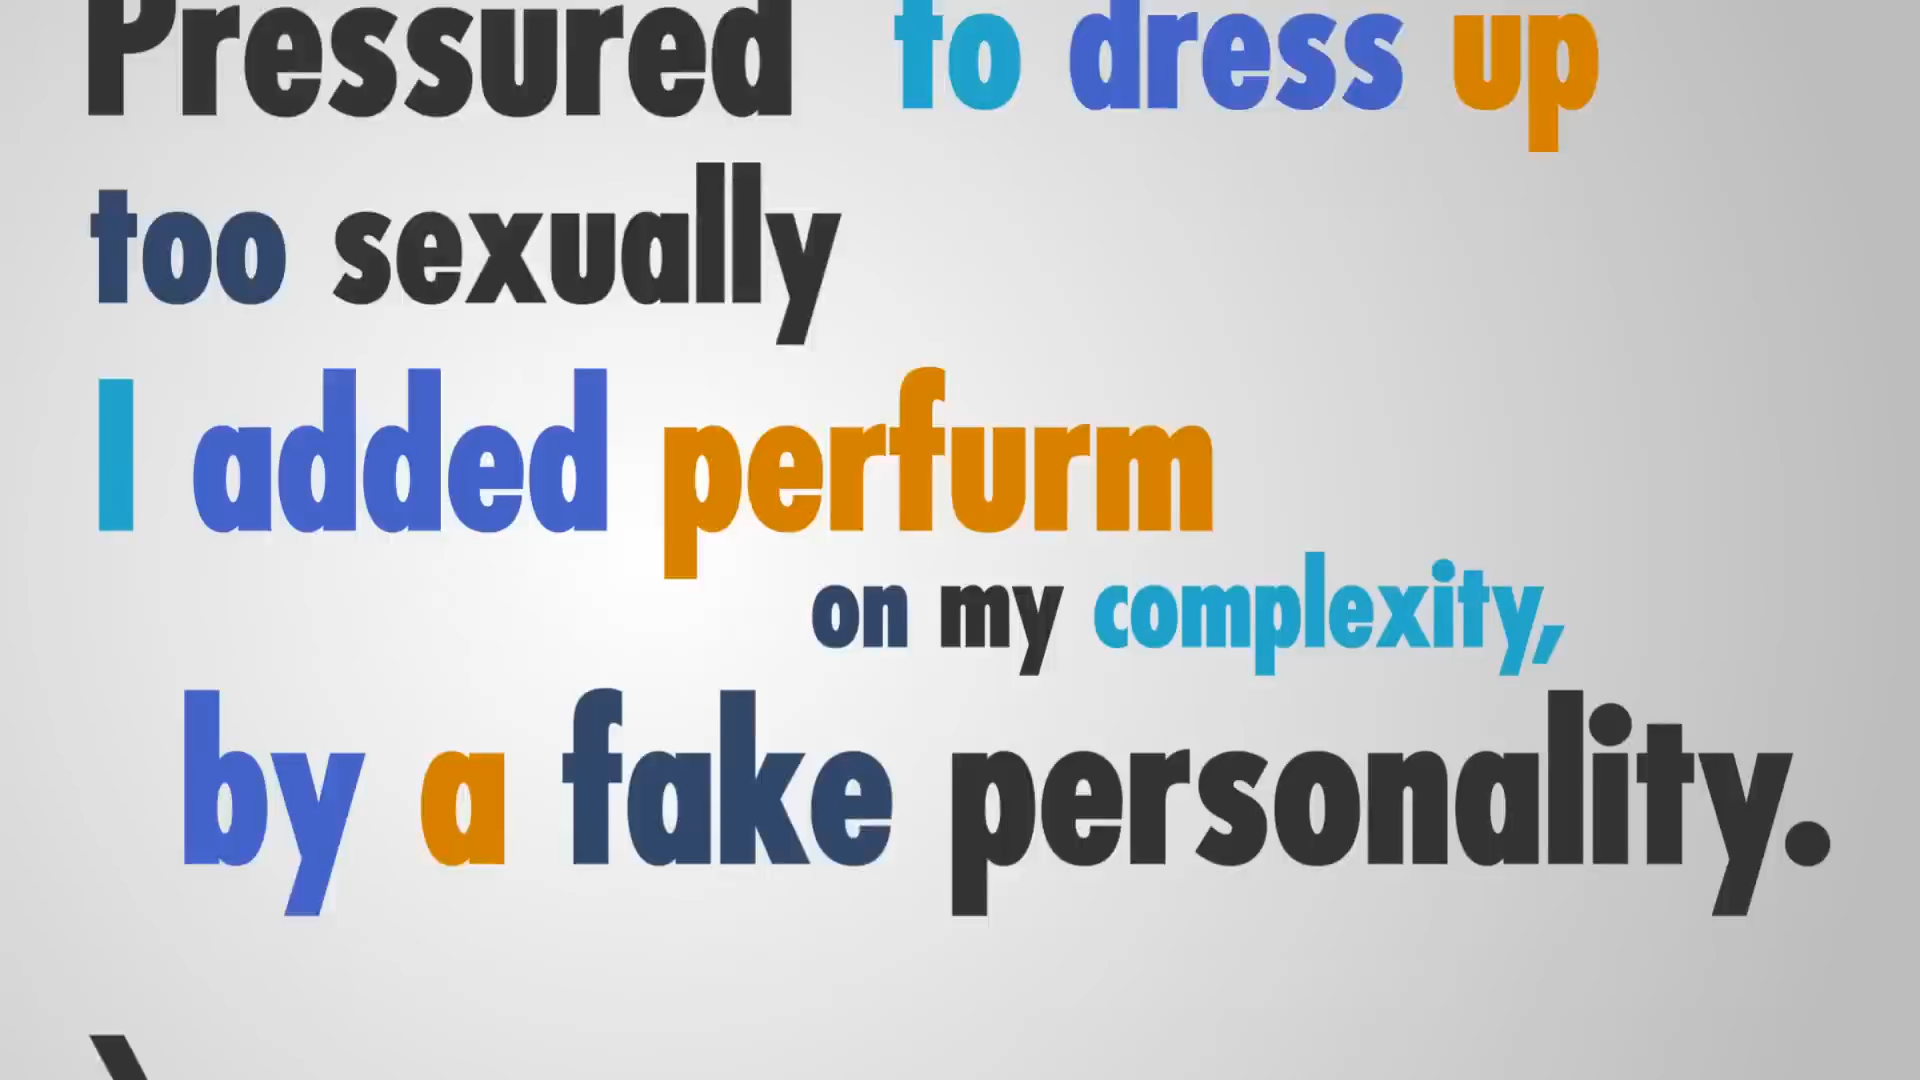 Pressured to dress up
too sexually
I added perfurm
on my complexity,
by a fake personality.